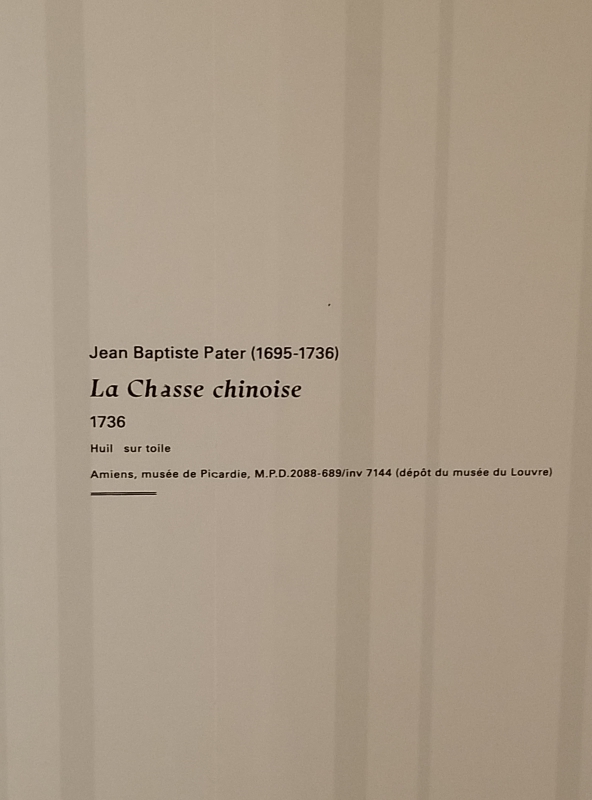 Jean Baptiste Pater (1695-1736)
La Chasse chinoise
1736
Huil sur toile
Amiens, musée de Picardie, M.P.D.2088-689/inv 7144 (dépôt du musée du Louvre)